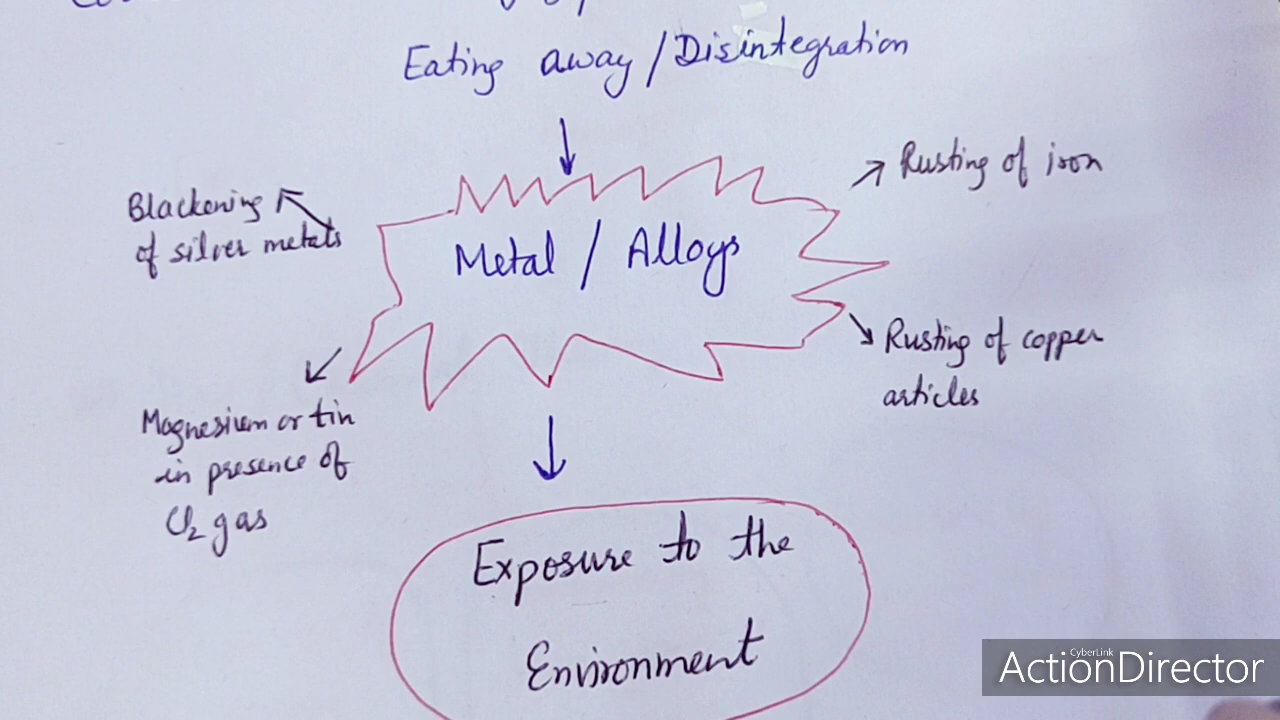 Eating away / Disintegration
Rusting of iron
Blackening
of silver metals
Metal / Alloys
Rusting of copper
articles
Magnesium or tin
in presence of
Cl₂ gas
Exposure to the
Environment
CyberLink
ActionDirector